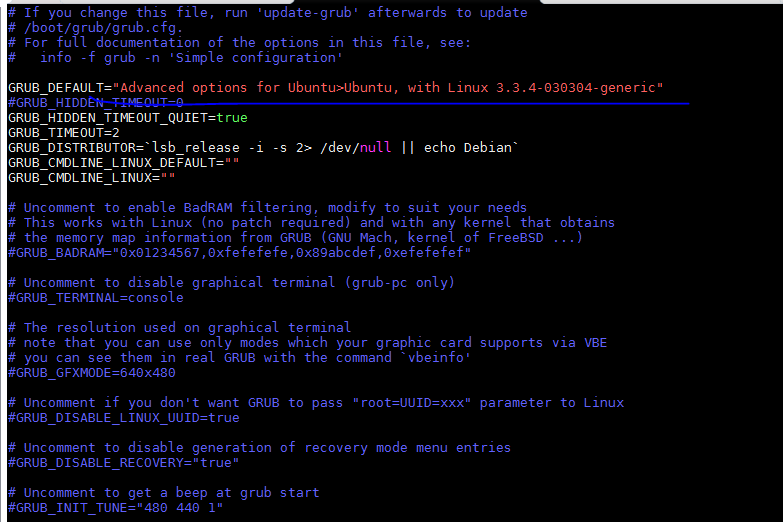 # If you change this file, run 'update-grub' afterwards to update
# /boot/grub/grub.cfg.
# For full documentation of the options in this file, see:
#   info -f grub -n 'Simple configuration'

GRUB_DEFAULT="Advanced options for Ubuntu>Ubuntu, with Linux 3.3.4-030304-generic"
#GRUB_HIDDEN_TIMEOUT=0
GRUB_HIDDEN_TIMEOUT_QUIET=true
GRUB_TIMEOUT=2
GRUB_DISTRIBUTOR=`lsb_release -i -s 2> /dev/null || echo Debian`
GRUB_CMDLINE_LINUX_DEFAULT=""
GRUB_CMDLINE_LINUX=""

# Uncomment to enable BadRAM filtering, modify to suit your needs
# This works with Linux (no patch required) and with any kernel that obtains
# the memory map information from GRUB (GNU Mach, kernel of FreeBSD ...)
#GRUB_BADRAM="0x01234567,0xfefefefe,0x89abcdef,0xefefefef"

# Uncomment to disable graphical terminal (grub-pc only)
#GRUB_TERMINAL=console

# The resolution used on graphical terminal
# note that you can use only modes which your graphic card supports via VBE
# you can see them in real GRUB with the command `vbeinfo'
#GRUB_GFXMODE=640x480

# Uncomment if you don't want GRUB to pass "root=UUID=xxx" parameter to Linux
#GRUB_DISABLE_LINUX_UUID=true

# Uncomment to disable generation of recovery mode menu entries
#GRUB_DISABLE_RECOVERY="true"

# Uncomment to get a beep at grub start
#GRUB_INIT_TUNE="480 440 1"